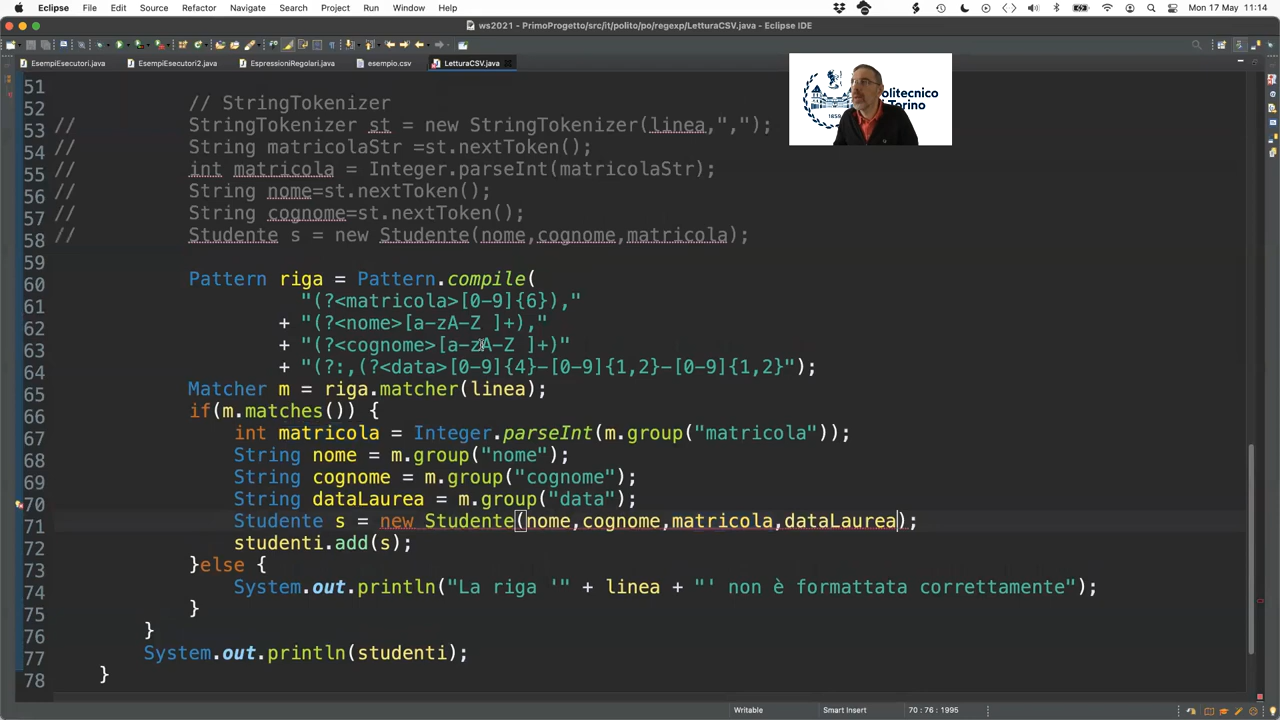 Eclipse File Edit Source Refactor Navigate Search Project Run Window Help Mon 17 May 11:14
ws2021 - PrimoProgetto/src/it/polito/po/regexp/LetturaCSV.java - Eclipse IDE
EsempiEsecutori.java EsempiEsecutori2.java EspressioniRegolari.java esempio.csv LetturaCSV.java
51
52 // StringTokenizer
53 // StringTokenizer st = new StringTokenizer(linea,",");
54 // String matricolaStr =st.nextToken();
55 // int matricola = Integer.parseInt(matricolaStr);
56 // String nome=st.nextToken();
57 // String cognome=st.nextToken();
58 // Studente s = new Studente(nome,cognome,matricola);
59
60 Pattern riga = Pattern.compile(
61 "(?<matricola>[0-9]{6}),"
62 + "(?<nome>[a-zA-Z ]+),"
63 + "(?<cognome>[a-zA-Z ]+)"
64 + "(?:,(?<data>[0-9]{4}-[0-9]{1,2}-[0-9]{1,2}");
65 Matcher m = riga.matcher(linea);
66 if(m.matches()) {
67 int matricola = Integer.parseInt(m.group("matricola"));
68 String nome = m.group("nome");
69 String cognome = m.group("cognome");
70 String dataLaurea = m.group("data");
71 Studente s = new Studente(nome,cognome,matricola,dataLaurea);
72 studenti.add(s);
73 }else {
74 System.out.println("La riga '" + linea + "' non è formattata correttamente");
75 }
76 }
77 System.out.println(studenti);
78 }
Writable Smart Insert 70 : 76 : 1995